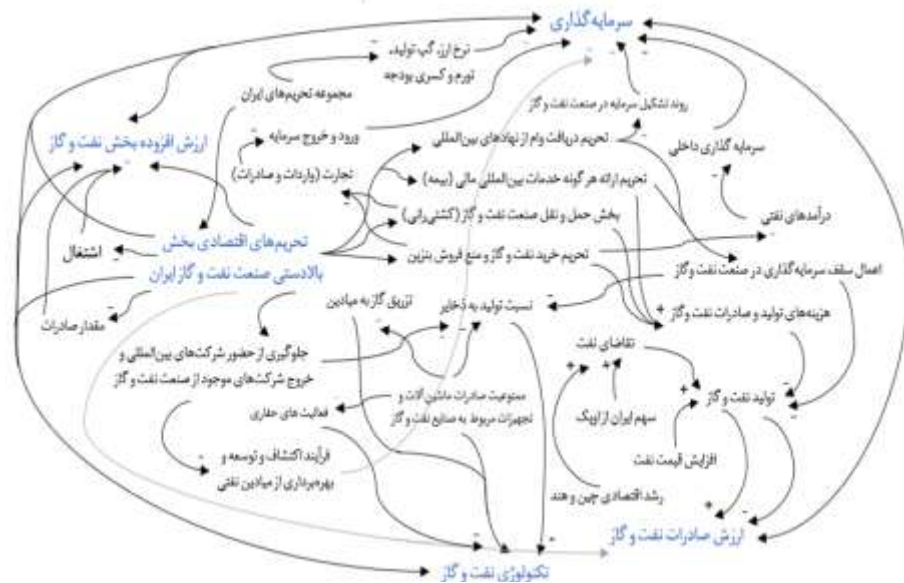 سرمایه‌گذاری
نرخ ارز، گپ تولید،
تورم و کسری بودجه
مجموعه تحریم‌های ایران
روند تشکیل سرمایه در صنعت نفت و گاز
ارزش افزوده بخش نفت و گاز
ورود و خروج سرمایه
تحریم دریافت وام از نهادهای بین‌المللی
سرمایه گذاری داخلی
تجارت (واردات و صادرات)
تحریم ارائه هر گونه خدمات بین‌المللی مالی (بیمه)
بخش حمل و نقل صنعت نفت و گاز (کشتی‌رانی)
درآمدهای نفتی
تحریم‌های اقتصادی بخش
بالادستی صنعت نفت و گاز ایران
اشتغال
تحریم خرید نفت و گاز و منع فروش بنزین
اعمال سقف سرمایه‌گذاری در صنعت نفت و گاز
مقدار صادرات
تزریق گاز به میادین
نسبت تولید به ذخایر
هزینه‌های تولید و صادرات نفت و گاز
جلوگیری از حضور شرکت‌های بین‌المللی و
خروج شرکت‌های موجود از صنعت نفت و گاز
تقاضای نفت
ممنوعیت صادرات ماشین آلات و
تجهیزات مربوط به صنایع نفت و گاز
فعالیت های حفاری
سهم ایران از اوپک
تولید نفت و گاز
فرآیند اکتشاف و توسعه و
بهره‌برداری از میادین نفتی
افزایش قیمت نفت
رشد اقتصادی چین و هند
ارزش صادرات نفت و گاز
تکنولوژی نفت و گاز